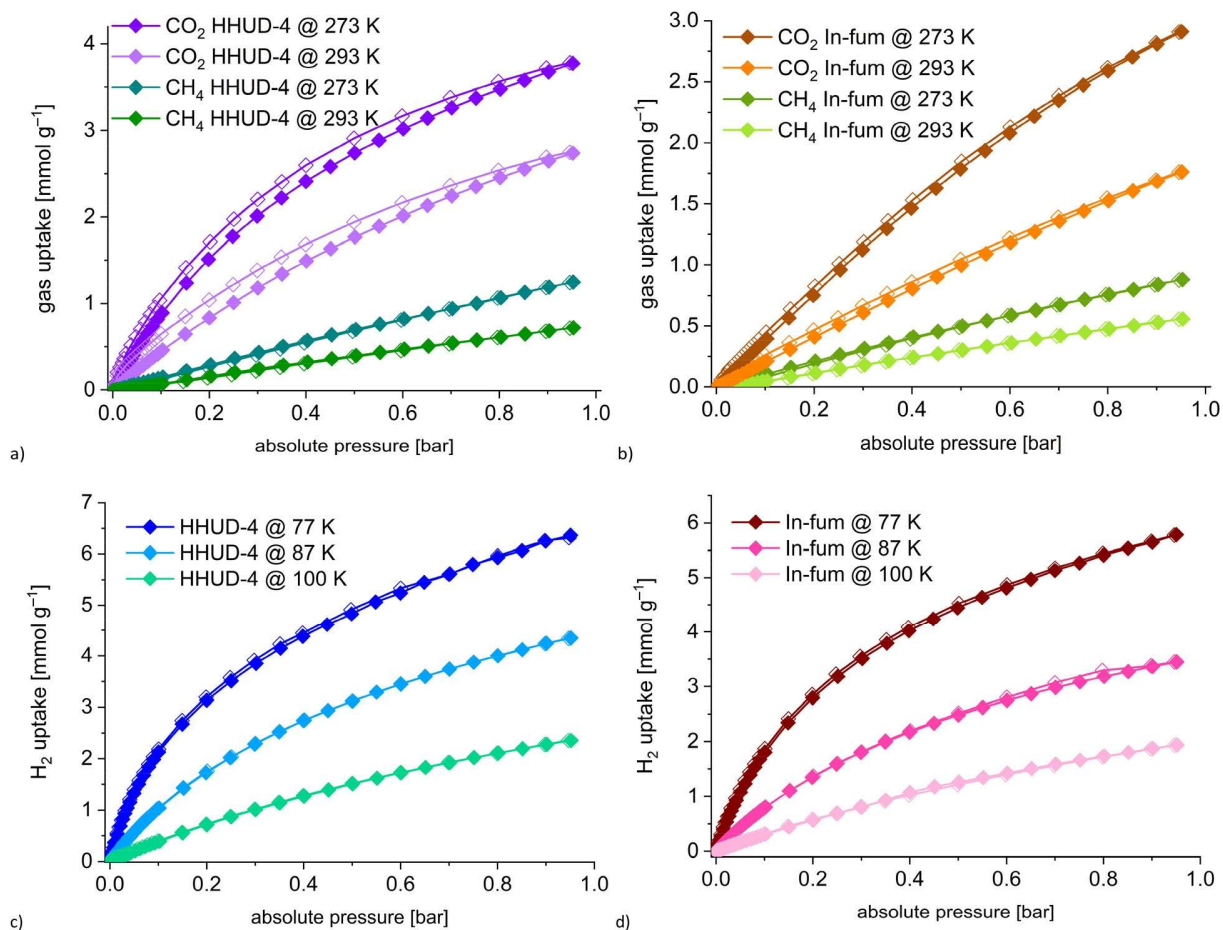 CO₂ HHUD-4 @ 273 K
CO₂ HHUD-4 @ 293 K
CH₄ HHUD-4 @ 273 K
CH₄ HHUD-4 @ 293 K
gas uptake [mmol g⁻¹]
4
3
2
1
0
0.0 0.2 0.4 0.6 0.8 1.0
absolute pressure [bar]
a)
CO₂ In-fum @ 273 K
CO₂ In-fum @ 293 K
CH₄ In-fum @ 273 K
CH₄ In-fum @ 293 K
gas uptake [mmol g⁻¹]
3.0
2.5
2.0
1.5
1.0
0.5
0.0
0.0 0.2 0.4 0.6 0.8 1.0
absolute pressure [bar]
b)
HHUD-4 @ 77 K
HHUD-4 @ 87 K
HHUD-4 @ 100 K
H₂ uptake [mmol g⁻¹]
7
6
5
4
3
2
1
0
0.0 0.2 0.4 0.6 0.8 1.0
absolute pressure [bar]
c)
In-fum @ 77 K
In-fum @ 87 K
In-fum @ 100 K
H₂ uptake [mmol g⁻¹]
6
5
4
3
2
1
0
0.0 0.2 0.4 0.6 0.8 1.0
absolute pressure [bar]
d)